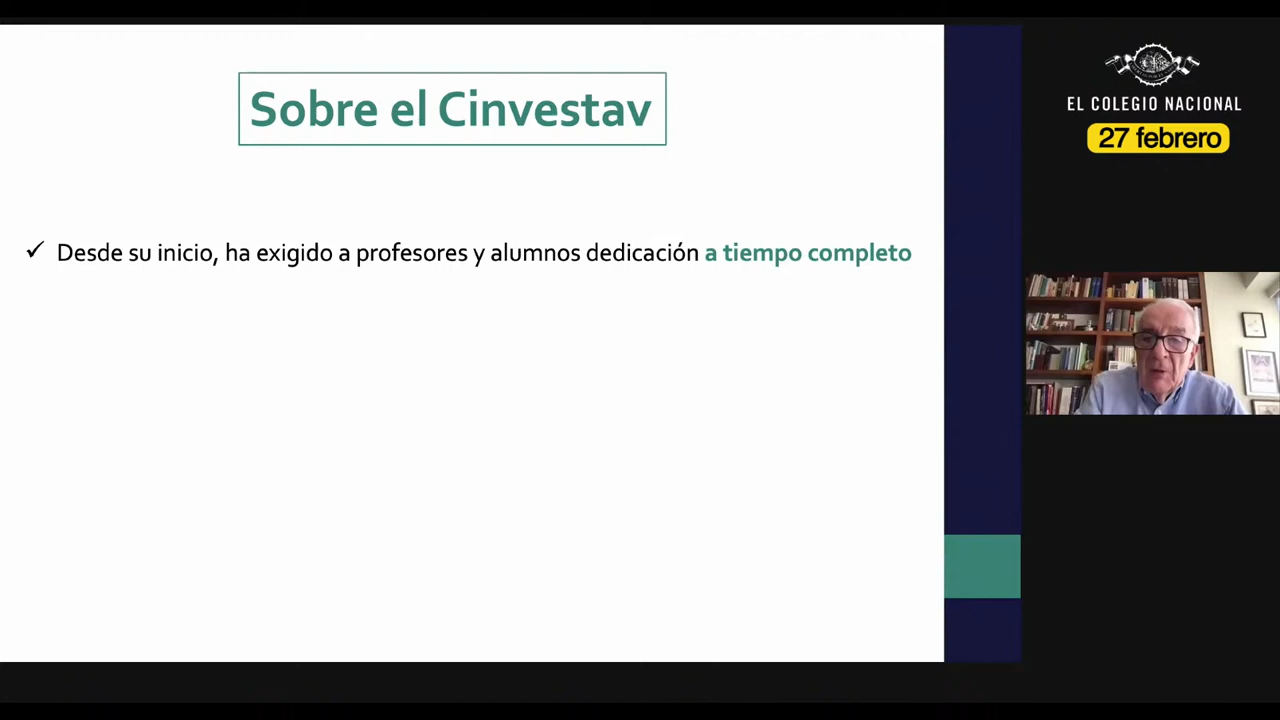 Sobre el Cinvestav
✓ Desde su inicio, ha exigido a profesores y alumnos dedicación a tiempo completo
EL COLEGIO NACIONAL
27 febrero